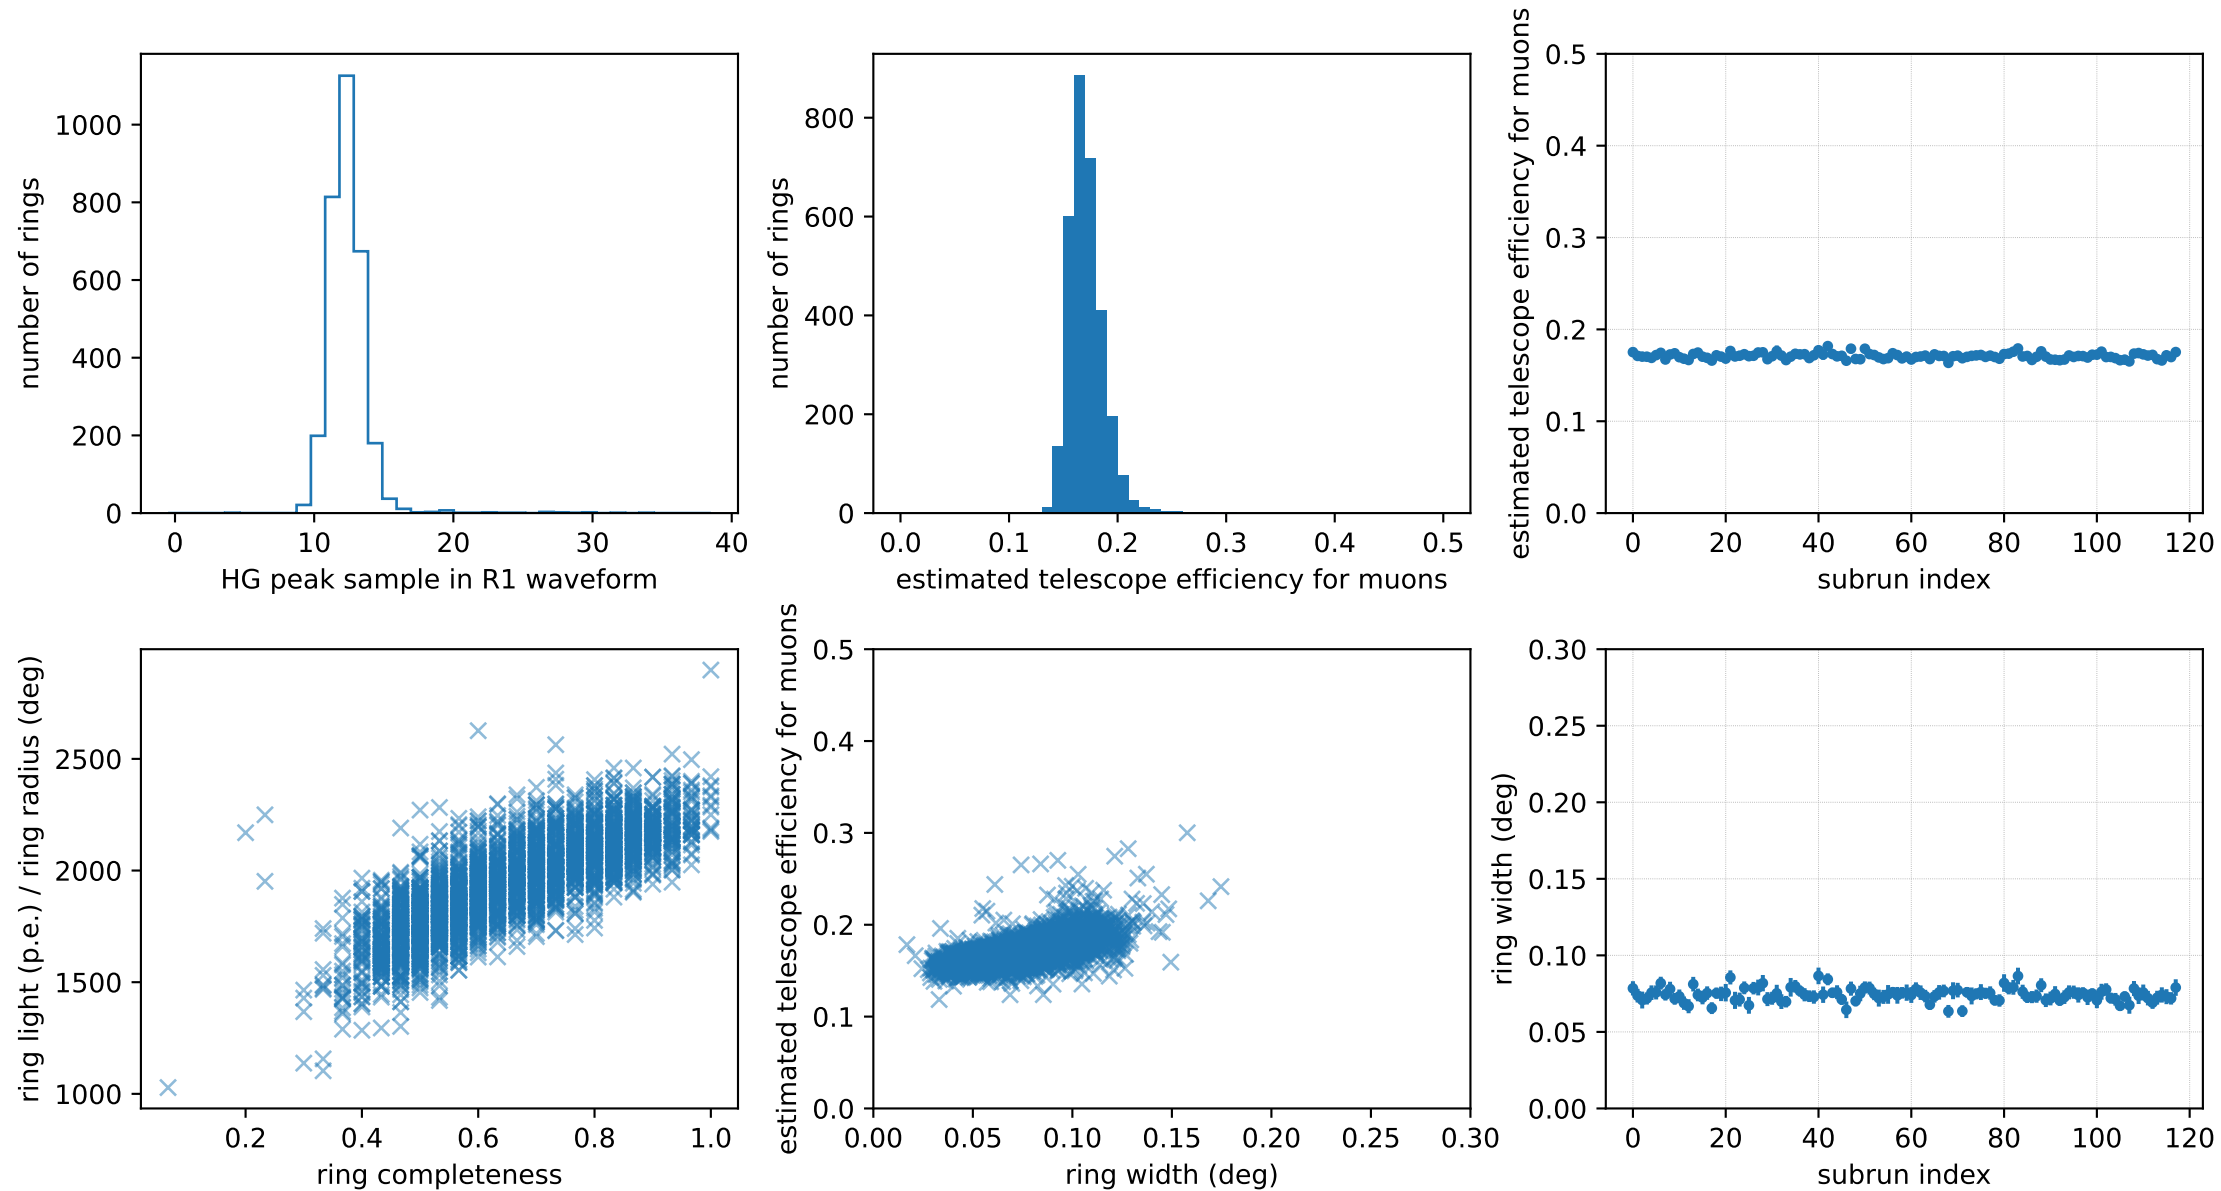 number of rings
1000
800
600
400
200
0
0 10 20 30 40
HG peak sample in R1 waveform
number of rings
800
600
400
200
0
0.0 0.1 0.2 0.3 0.4 0.5
estimated telescope efficiency for muons
estimated telescope efficiency for muons
0.5
0.4
0.3
0.2
0.1
0.0
0 20 40 60 80 100 120
subrun index
ring light (p.e.) / ring radius (deg)
2500
2000
1500
1000
0.2 0.4 0.6 0.8 1.0
ring completeness
estimated telescope efficiency for muons
0.5
0.4
0.3
0.2
0.1
0.0
0.00 0.05 0.10 0.15 0.20 0.25 0.30
ring width (deg)
ring width (deg)
0.30
0.25
0.20
0.15
0.10
0.05
0.00
0 20 40 60 80 100 120
subrun index